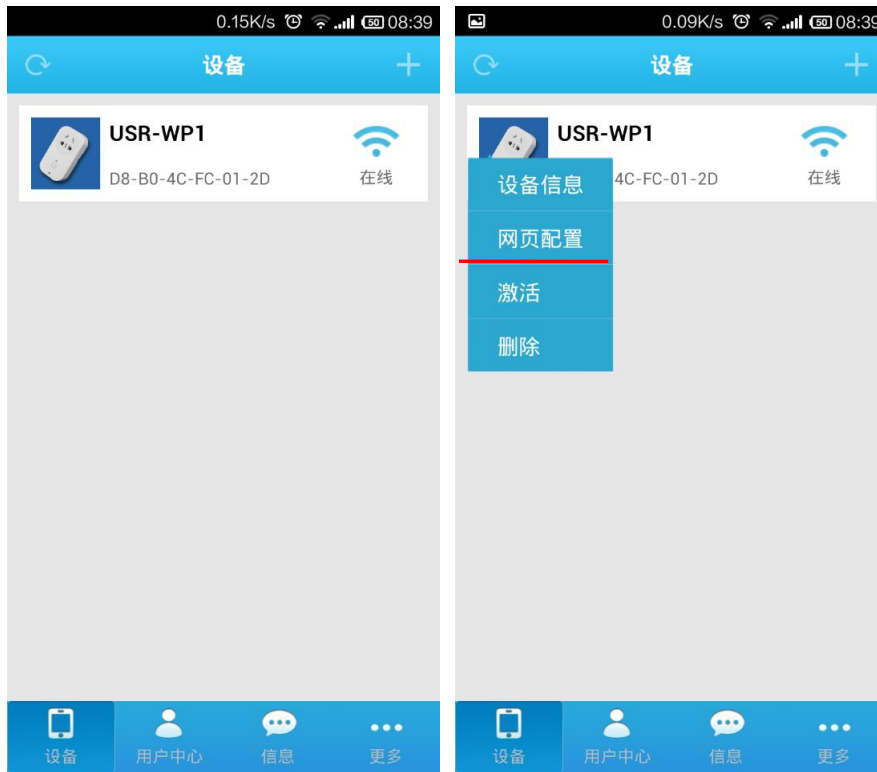 0.15K/s 50 08:39
设备
USR-WP1
D8-B0-4C-FC-01-2D
在线
设备 用户中心 信息 更多
0.09K/s 50 08:39
设备
USR-WP1
4C-FC-01-2D
在线
设备信息
网页配置
激活
删除
设备 用户中心 信息 更多